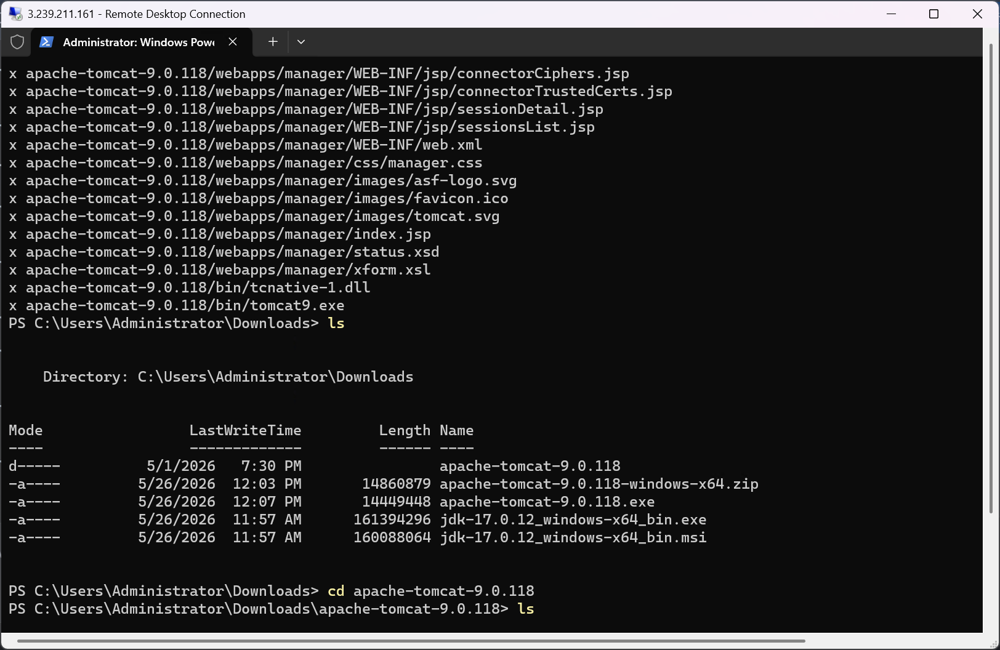 3.239.211.161 - Remote Desktop Connection
Administrator: Windows Powe
x apache-tomcat-9.0.118/webapps/manager/WEB-INF/jsp/connectorCiphers.jsp
x apache-tomcat-9.0.118/webapps/manager/WEB-INF/jsp/connectorTrustedCerts.jsp
x apache-tomcat-9.0.118/webapps/manager/WEB-INF/jsp/sessionDetail.jsp
x apache-tomcat-9.0.118/webapps/manager/WEB-INF/jsp/sessionsList.jsp
x apache-tomcat-9.0.118/webapps/manager/WEB-INF/web.xml
x apache-tomcat-9.0.118/webapps/manager/css/manager.css
x apache-tomcat-9.0.118/webapps/manager/images/asf-logo.svg
x apache-tomcat-9.0.118/webapps/manager/images/favicon.ico
x apache-tomcat-9.0.118/webapps/manager/images/tomcat.svg
x apache-tomcat-9.0.118/webapps/manager/index.jsp
x apache-tomcat-9.0.118/webapps/manager/status.xsd
x apache-tomcat-9.0.118/webapps/manager/xform.xsl
x apache-tomcat-9.0.118/bin/tcnative-1.dll
x apache-tomcat-9.0.118/bin/tomcat9.exe
PS C:\Users\Administrator\Downloads> ls
    Directory: C:\Users\Administrator\Downloads
Mode                 LastWriteTime         Length Name
----                 -------------         ------ ----
d-----          5/1/2026   7:30 PM                apache-tomcat-9.0.118
-a----         5/26/2026  12:03 PM       14860879 apache-tomcat-9.0.118-windows-x64.zip
-a----         5/26/2026  12:07 PM       14449448 apache-tomcat-9.0.118.exe
-a----         5/26/2026  11:57 AM      161394296 jdk-17.0.12_windows-x64_bin.exe
-a----         5/26/2026  11:57 AM      160088064 jdk-17.0.12_windows-x64_bin.msi
PS C:\Users\Administrator\Downloads> cd apache-tomcat-9.0.118
PS C:\Users\Administrator\Downloads\apache-tomcat-9.0.118> ls